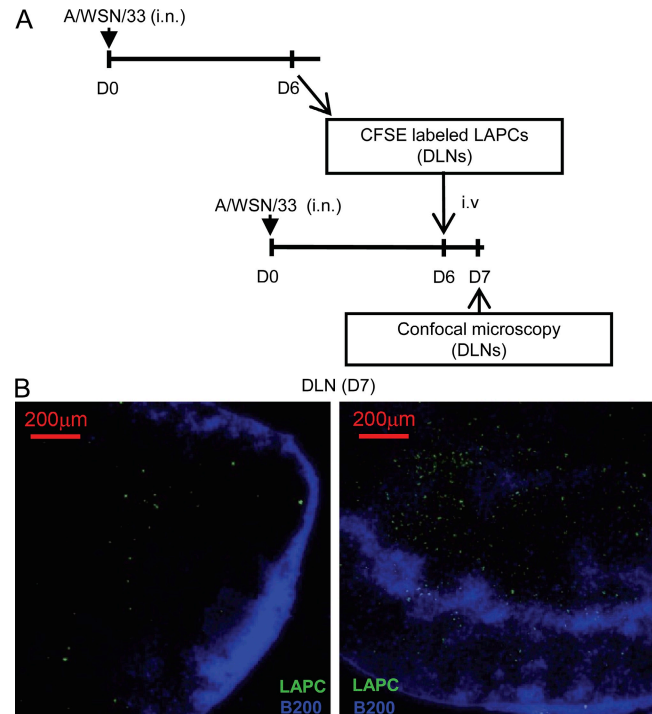 A
A/WSN/33 (i.n.)
D0 D6
CFSE labeled LAPCs
(DLNs)
A/WSN/33 (i.n.)
i.v
D0 D6 D7
Confocal microscopy
(DLNs)
B
DLN (D7)
200μm
200μm
LAPC
B200
LAPC
B200